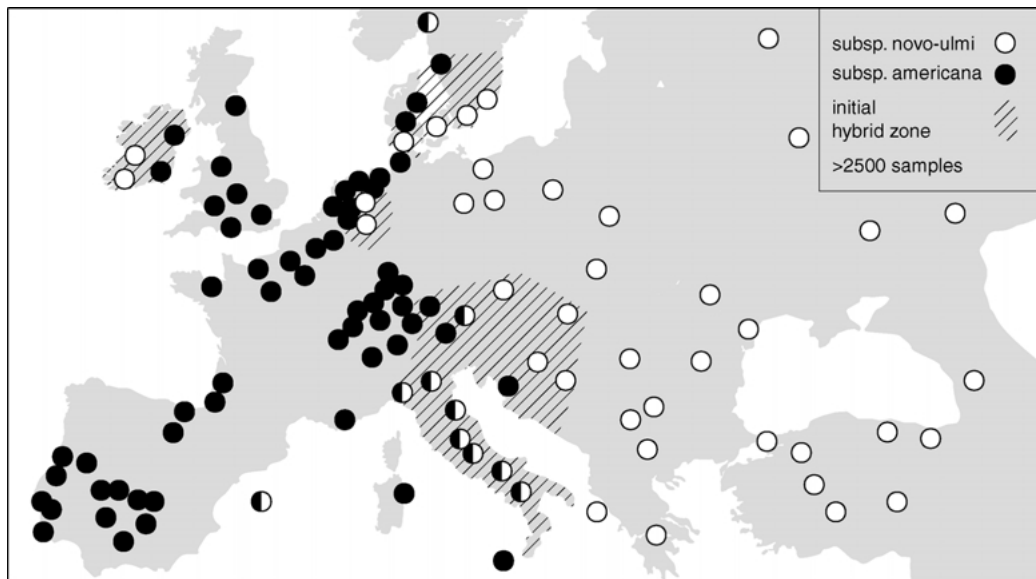 subsp. novo-ulmi
subsp. americana
initial
hybrid zone
>2500 samples